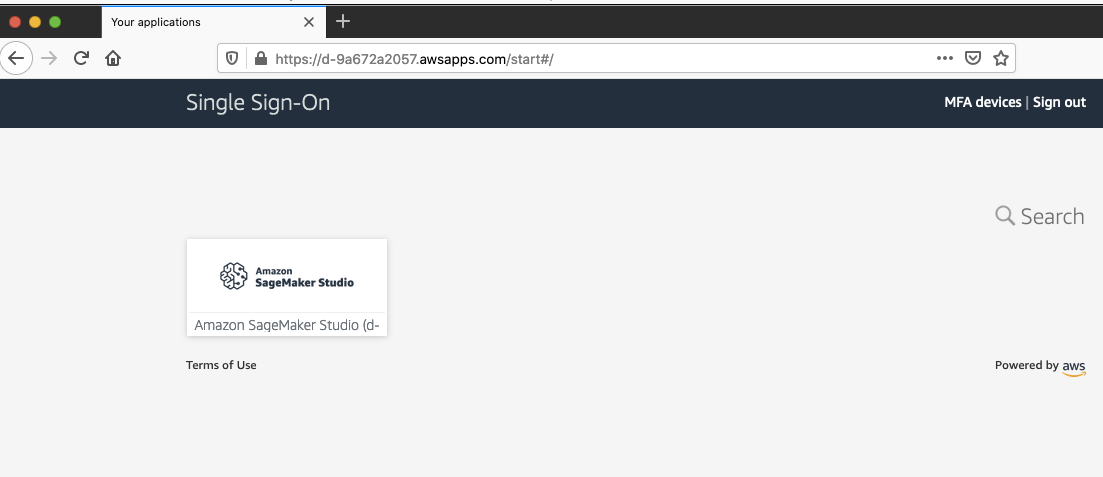 Your applications
https://d-9a672a2057.awsapps.com/start#/
Single Sign-On
MFA devices | Sign out
Search
Amazon
SageMaker Studio
Amazon SageMaker Studio (d-
Terms of Use
Powered by aws